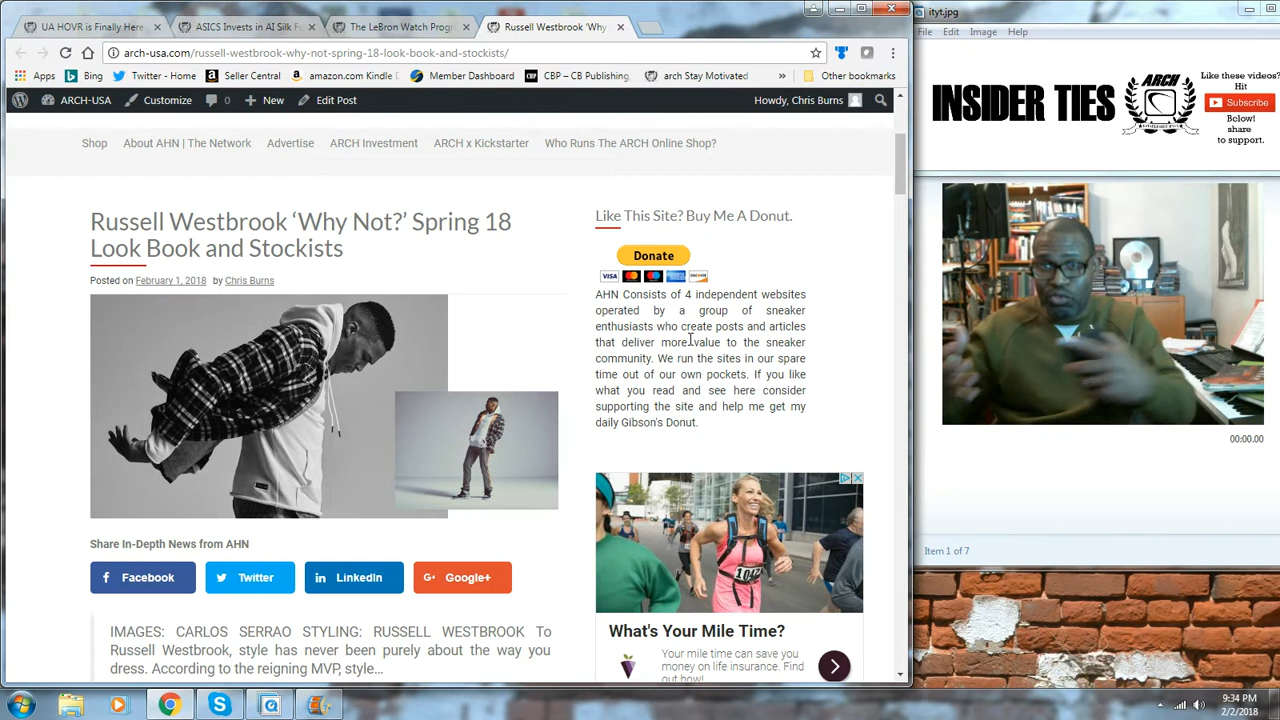 UA HOVR is Finally Here
ASICS Invests in AI Silk F
The LeBron Watch Progr
Russell Westbrook 'Why
arch-usa.com/russell-westbrook-why-not-spring-18-look-book-and-stockists/
Apps
Bing
Twitter - Home
Seller Central
amazon.com Kindle
Member Dashboard
CBP – CB Publishing
arch Stay Motivated
»
Other bookmarks
ARCH-USA
Customize
0
New
Edit Post
Howdy, Chris Burns
Shop
About AHN | The Network
Advertise
ARCH Investment
ARCH x Kickstarter
Who Runs The ARCH Online Shop?
Russell Westbrook ‘Why Not?’ Spring 18
Look Book and Stockists
Posted on February 1, 2018 by Chris Burns
Share In-Depth News from AHN
Facebook
Twitter
LinkedIn
Google+
IMAGES: CARLOS SERRAO STYLING: RUSSELL WESTBROOK To
Russell Westbrook, style has never been purely about the way you
dress. According to the reigning MVP, style...
Like This Site? Buy Me A Donut.
Donate
VISA
DISCOVER
AHN Consists of 4 independent websites
operated by a group of sneaker
enthusiasts who create posts and articles
that deliver more value to the sneaker
community. We run the sites in our spare
time out of our own pockets. If you like
what you read and see here consider
supporting the site and help me get my
daily Gibson's Donut.
1042
What's Your Mile Time?
Your mile time can save you
money on life insurance. Find
out how!
ityt.jpg
File Edit Image Help
INSIDER TIES
ARCH
Like these videos?
Hit
Subscribe
Below!
share
to support.
00:00.00
Item 1 of 7
9:34 PM
2/2/2018